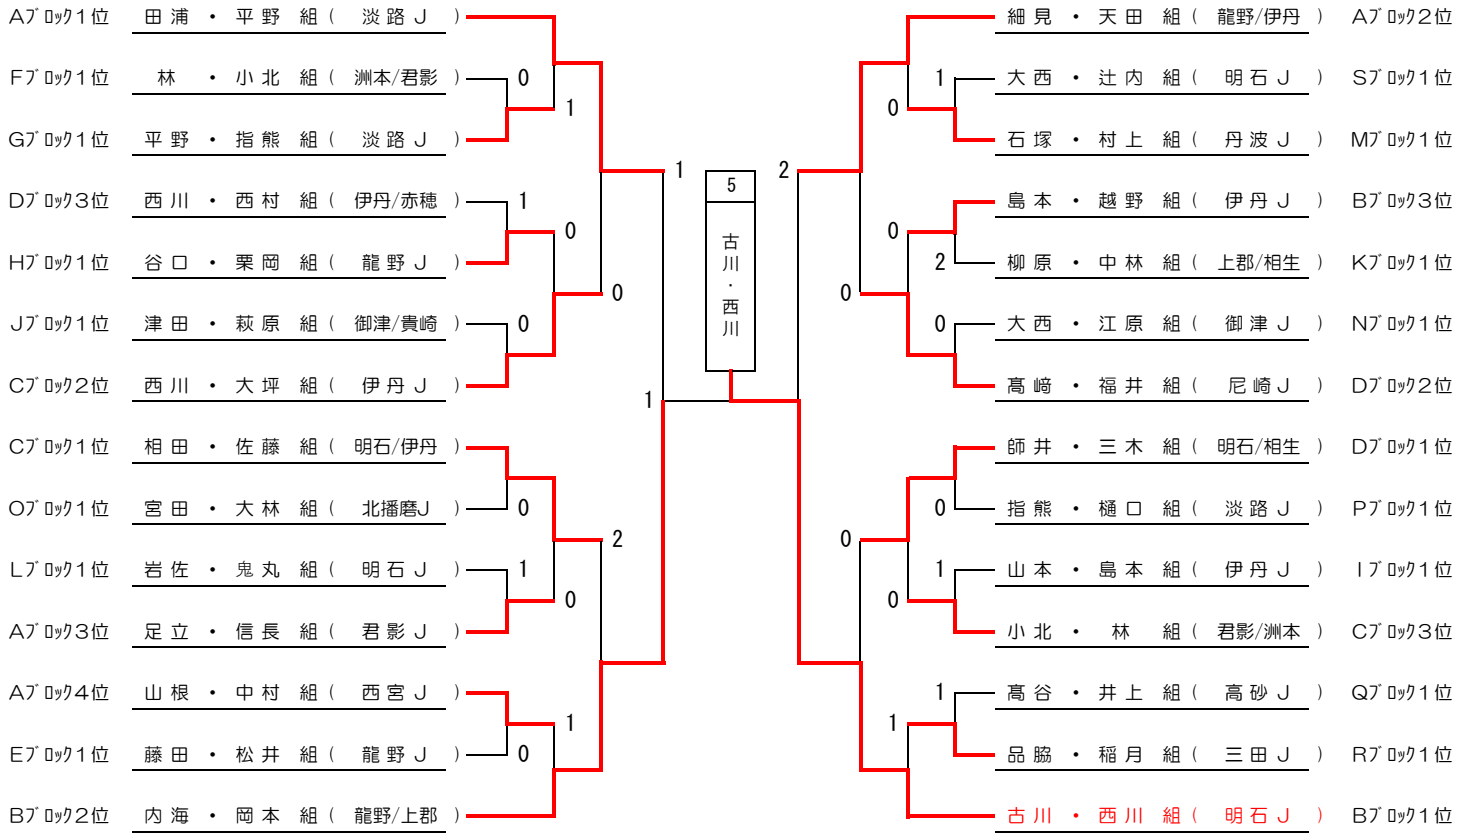 Aブロック1位 田浦 ・ 平野 組 ( 淡路J )
Fブロック1位 林 ・ 小北 組 ( 洲本/君影 ) 0
1
Gブロック1位 平野 ・ 指熊 組 ( 淡路J )
1
Dブロック3位 西川 ・ 西村 組 ( 伊丹/赤穂 ) 1
0
Hブロック1位 谷口 ・ 栗岡 組 ( 龍野J )
0
Jブロック1位 津田 ・ 萩原 組 ( 御津/貴崎 ) 0
Cブロック2位 西川 ・ 大坪 組 ( 伊丹J )
1
Cブロック1位 相田 ・ 佐藤 組 ( 明石/伊丹 )
Oブロック1位 宮田 ・ 大林 組 ( 北播磨J ) 0
2
Lブロック1位 岩佐 ・ 鬼丸 組 ( 明石J ) 1
0
Aブロック3位 足立 ・ 信長 組 ( 君影J )
Aブロック4位 山根 ・ 中村 組 ( 西宮J )
1
Eブロック1位 藤田 ・ 松井 組 ( 龍野J ) 0
Bブロック2位 内海 ・ 岡本 組 ( 龍野/上郡 )
5
古川・西川
細見 ・ 天田 組 ( 龍野/伊丹 ) Aブロック2位
1 大西 ・ 辻内 組 ( 明石J ) Sブロック1位
0
石塚 ・ 村上 組 ( 丹波J ) Mブロック1位
2
島本 ・ 越野 組 ( 伊丹J ) Bブロック3位
0
2 柳原 ・ 中林 組 ( 上郡/相生 ) Kブロック1位
0
0 大西 ・ 江原 組 ( 御津J ) Nブロック1位
髙﨑 ・ 福井 組 ( 尼崎J ) Dブロック2位
師井 ・ 三木 組 ( 明石/相生 ) Dブロック1位
0 指熊 ・ 樋口 組 ( 淡路J ) Pブロック1位
0
1 山本 ・ 島本 組 ( 伊丹J ) Iブロック1位
0
小北 ・ 林 組 ( 君影/洲本 ) Cブロック3位
1 髙谷 ・ 井上 組 ( 高砂J ) Qブロック1位
1
品脇 ・ 稲月 組 ( 三田J ) Rブロック1位
古川 ・ 西川 組 ( 明石J ) Bブロック1位